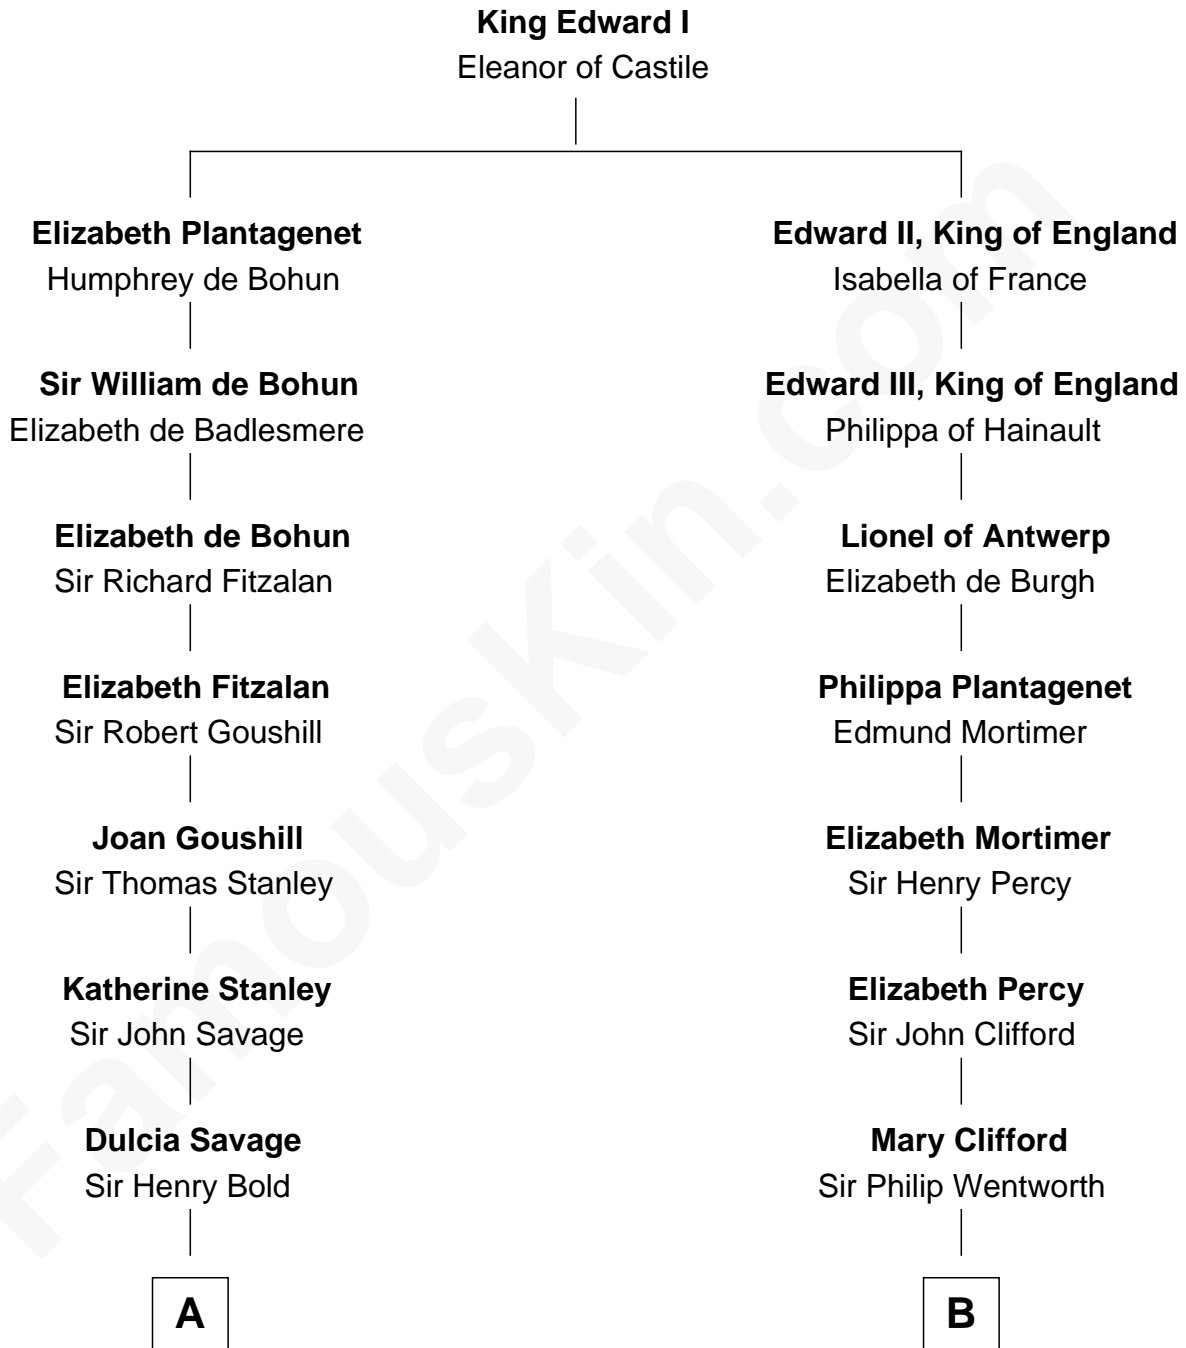 King Edward I
Eleanor of Castile
Elizabeth Plantagenet
Humphrey de Bohun
Edward II, King of England
Isabella of France
Sir William de Bohun
Elizabeth de Badlesmere
Edward III, King of England
Philippa of Hainault
Elizabeth de Bohun
Sir Richard Fitzalan
Lionel of Antwerp
Elizabeth de Burgh
Elizabeth Fitzalan
Sir Robert Goushill
Philippa Plantagenet
Edmund Mortimer
Joan Goushill
Sir Thomas Stanley
Elizabeth Mortimer
Sir Henry Percy
Katherine Stanley
Sir John Savage
Elizabeth Percy
Sir John Clifford
Dulcia Savage
Sir Henry Bold
Mary Clifford
Sir Philip Wentworth
A
B
FamousKin.com